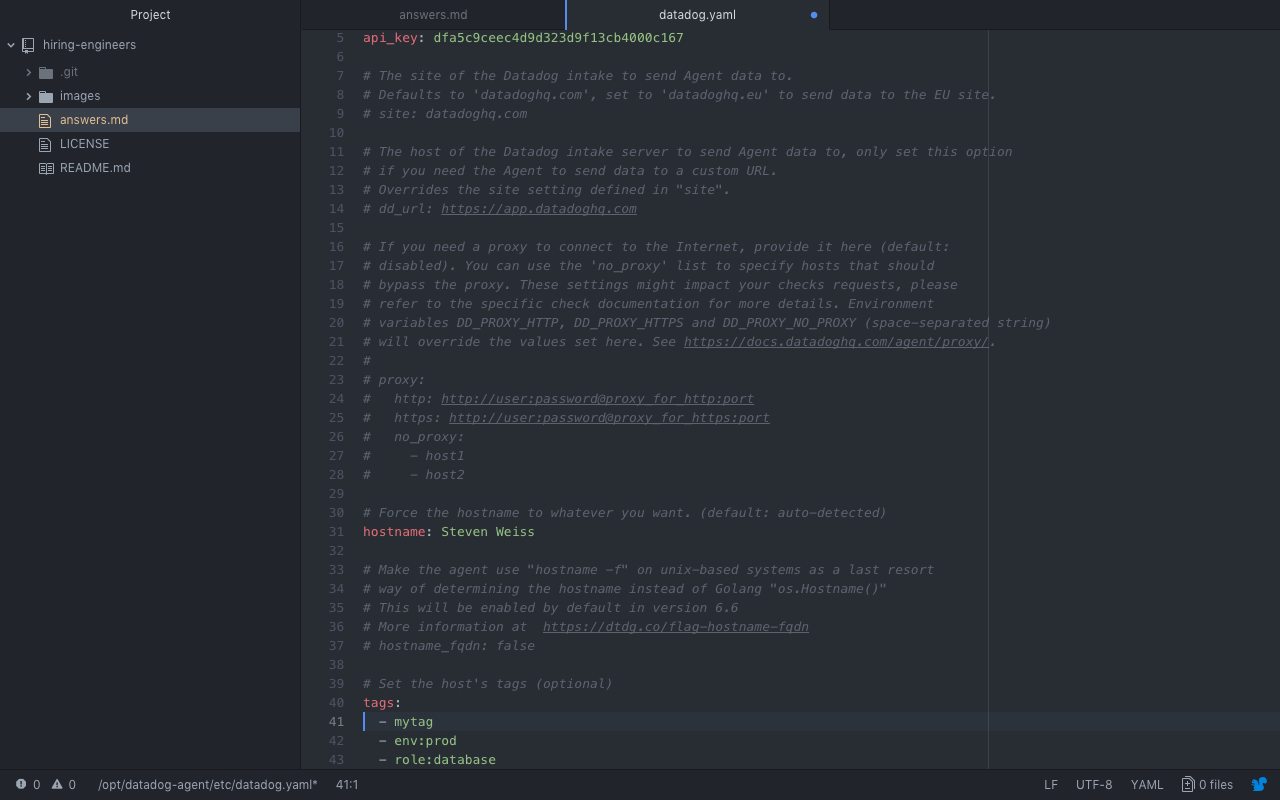 Project
hiring-engineers
.git
images
answers.md
LICENSE
README.md
answers.md
datadog.yaml
5 api_key: dfa5c9ceec4d9d323d9f13cb4000c167
6
7 # The site of the Datadog intake to send Agent data to.
8 # Defaults to 'datadoghq.com', set to 'datadoghq.eu' to send data to the EU site.
9 # site: datadoghq.com
10
11 # The host of the Datadog intake server to send Agent data to, only set this option
12 # if you need the Agent to send data to a custom URL.
13 # Overrides the site setting defined in "site".
14 # dd_url: https://app.datadoghq.com
15
16 # If you need a proxy to connect to the Internet, provide it here (default:
17 # disabled). You can use the 'no_proxy' list to specify hosts that should
18 # bypass the proxy. These settings might impact your checks requests, please
19 # refer to the specific check documentation for more details. Environment
20 # variables DD_PROXY_HTTP, DD_PROXY_HTTPS and DD_PROXY_NO_PROXY (space-separated string)
21 # will override the values set here. See https://docs.datadoghq.com/agent/proxy/.
22 #
23 # proxy:
24 #   http: http://user:password@proxy_for_http:port
25 #   https: http://user:password@proxy_for_https:port
26 #   no_proxy:
27 #     - host1
28 #     - host2
29
30 # Force the hostname to whatever you want. (default: auto-detected)
31 hostname: Steven Weiss
32
33 # Make the agent use "hostname -f" on unix-based systems as a last resort
34 # way of determining the hostname instead of Golang "os.Hostname()"
35 # This will be enabled by default in version 6.6
36 # More information at  https://dtdg.co/flag-hostname-fqdn
37 # hostname_fqdn: false
38
39 # Set the host's tags (optional)
40 tags:
41   - mytag
42   - env:prod
43   - role:database
0 0 /opt/datadog-agent/etc/datadog.yaml* 41:1 LF UTF-8 YAML 0 files